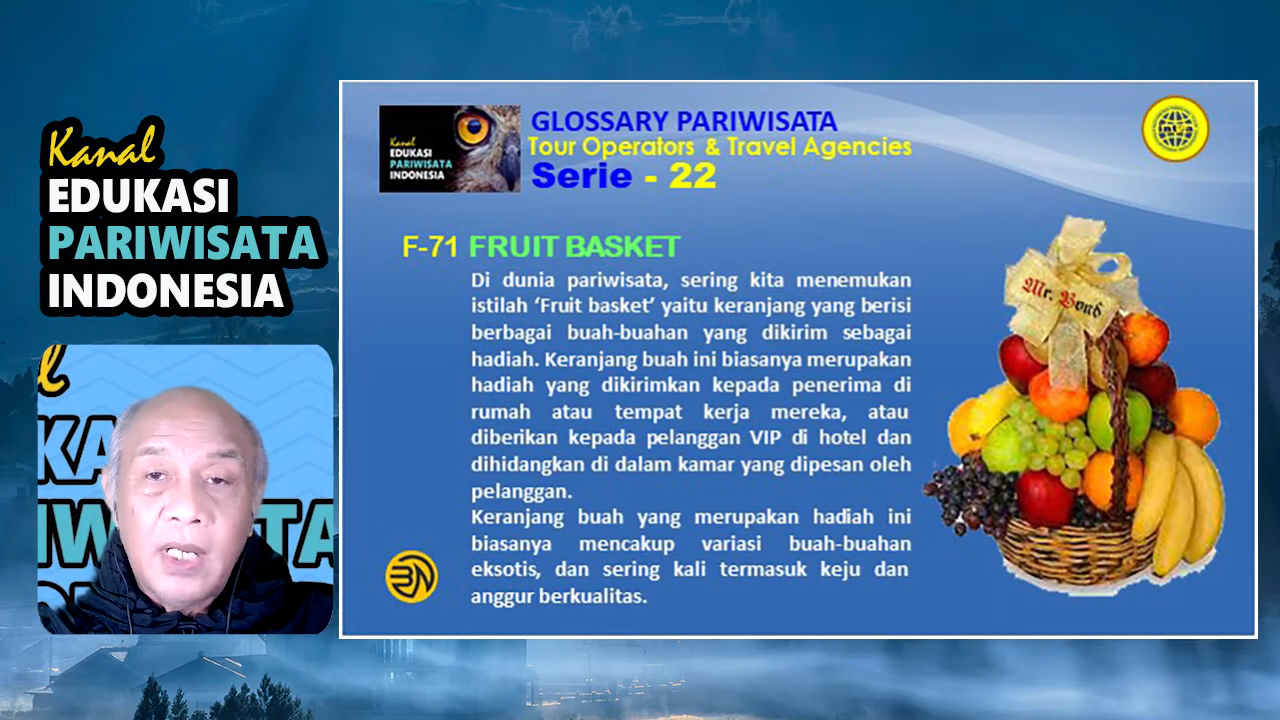 Kanal
EDUKASI
PARIWISATA
INDONESIA
Kanal
EDUKASI
PARIWISATA
INDONESIA
GLOSSARY PARIWISATA
Tour Operators & Travel Agencies
Serie - 22
F-71 FRUIT BASKET
Di dunia pariwisata, sering kita menemukan
istilah ‘Fruit basket’ yaitu keranjang yang berisi
berbagai buah-buahan yang dikirim sebagai
hadiah. Keranjang buah ini biasanya merupakan
hadiah yang dikirimkan kepada penerima di
rumah atau tempat kerja mereka, atau
diberikan kepada pelanggan VIP di hotel dan
dihidangkan di dalam kamar yang dipesan oleh
pelanggan.
Keranjang buah yang merupakan hadiah ini
biasanya mencakup variasi buah-buahan
eksotis, dan sering kali termasuk keju dan
anggur berkualitas.
Mr. Bond
BN